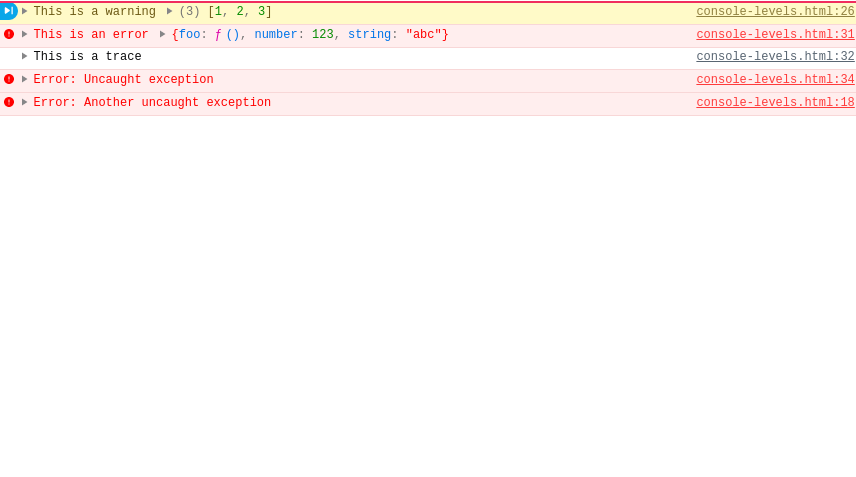 This is a warning (3) [1, 2, 3] console-levels.html:26
This is an error {foo: ƒ (), number: 123, string: "abc"} console-levels.html:31
This is a trace console-levels.html:32
Error: Uncaught exception console-levels.html:34
Error: Another uncaught exception console-levels.html:18